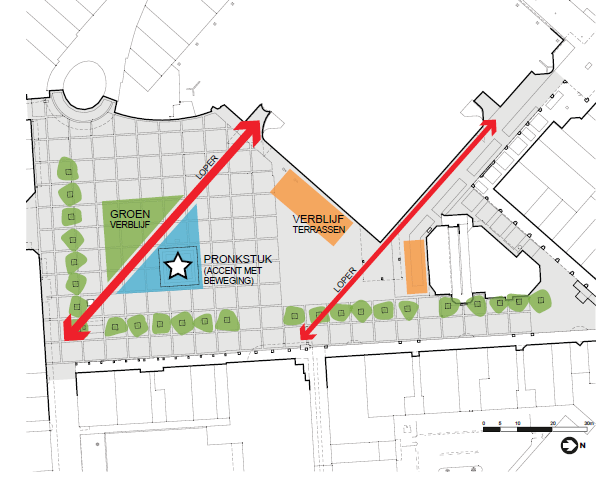 LOPER
GROEN
VERBLIJF
VERBLIJF
TERRASSEN
PRONKSTUK
(ACCENT MET
BEWEGING)
LOPER
0 5 10 20 30m
N